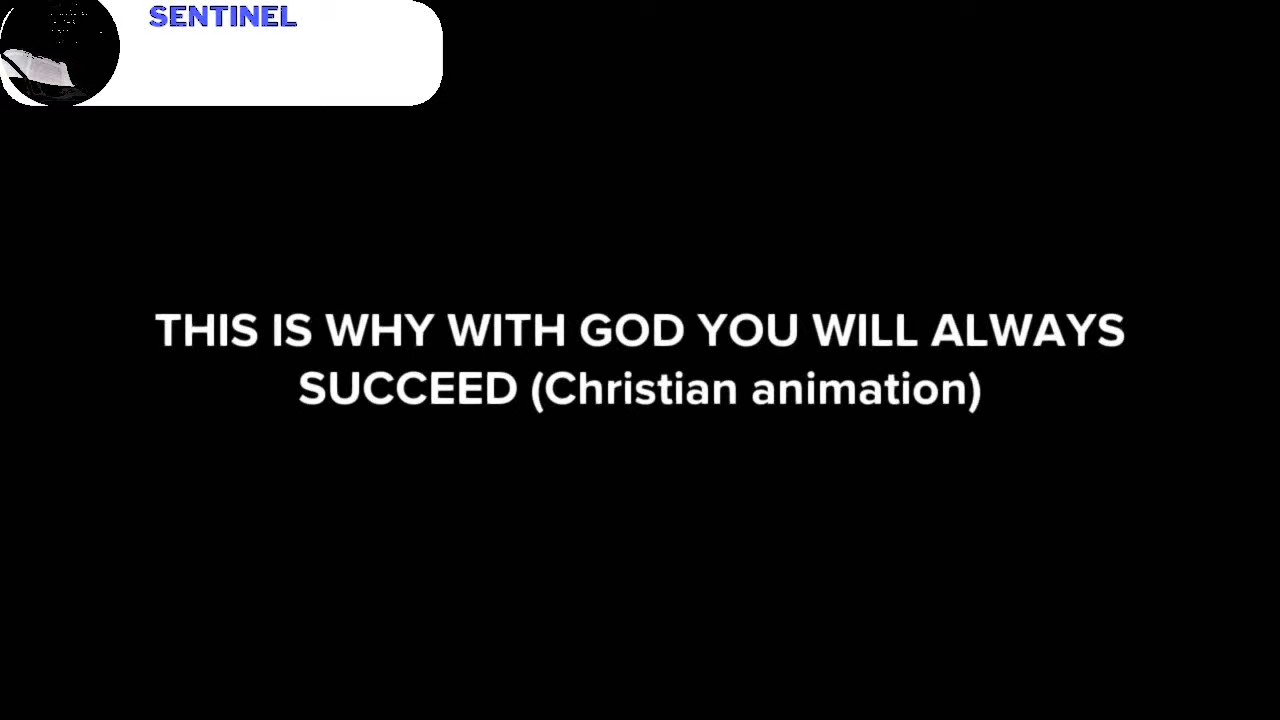 SENTINEL
THIS IS WHY WITH GOD YOU WILL ALWAYS
SUCCEED (Christian animation)